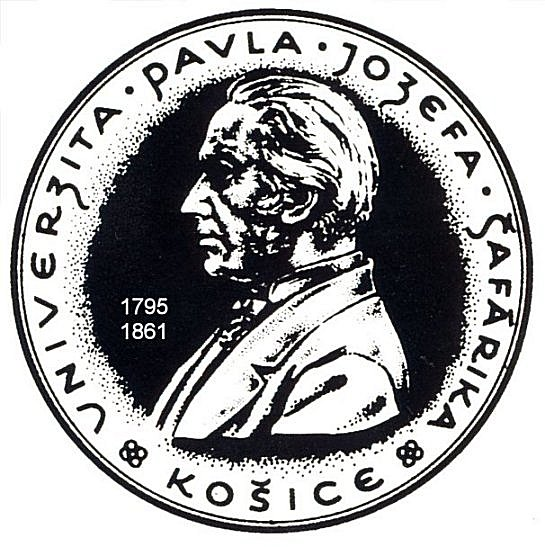 UNIVERZITA · PAVLA · JOZEFA · ŠAFÁRIKA
KOŠICE
1795
1861